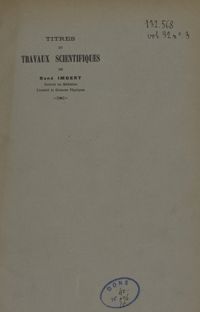 TITRES
ET
TRAVAUX SCIENTIFIQUES
DE
René IMBERT
Docteur en Médecine
Licencié ès Sciences Physiques
132.568
vol 92 n° 3
DONS